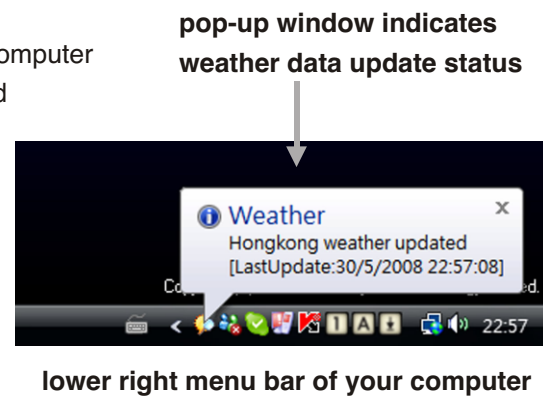 pop-up window indicates
weather data update status
omputer
d
Weather
x
Hongkong weather updated
[LastUpdate:30/5/2008 22:57:08]
ed.
<
K
1
A
22:57
lower right menu bar of your computer